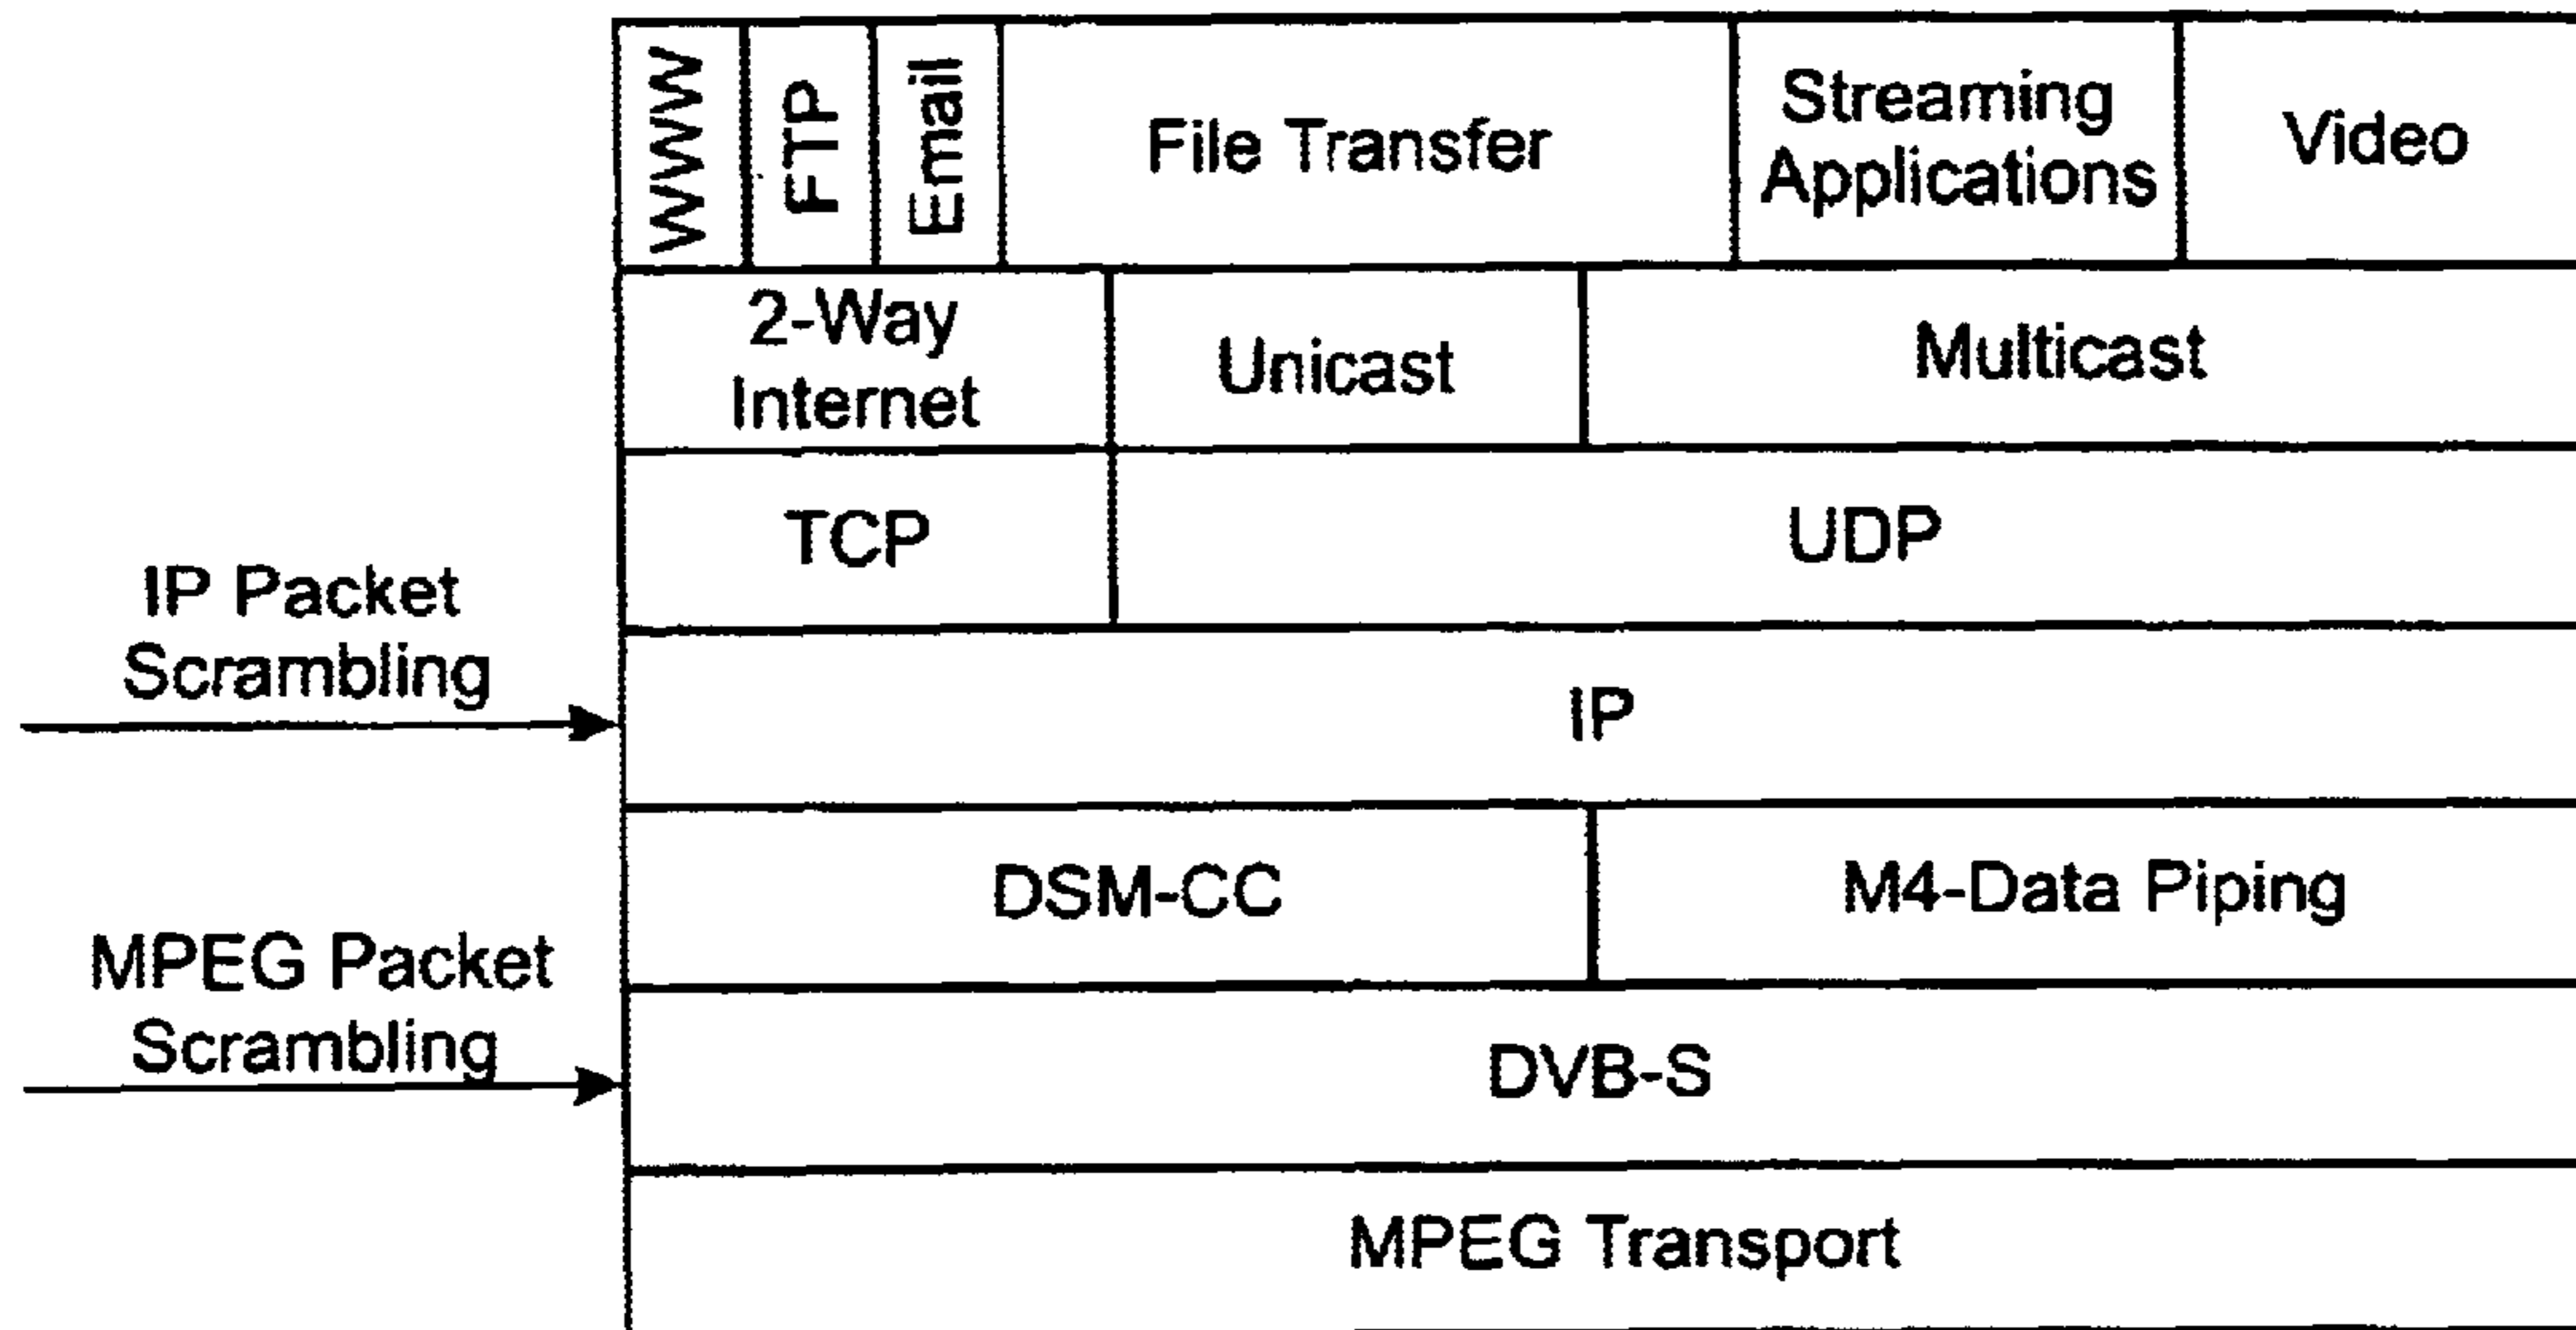 WWW
FTP
Email
File Transfer
Streaming
Applications
Video
2-Way
Internet
Unicast
Multicast
TCP
UDP
IP Packet
Scrambling
IP
DSM-CC
M4-Data Piping
MPEG Packet
Scrambling
DVB-S
MPEG Transport